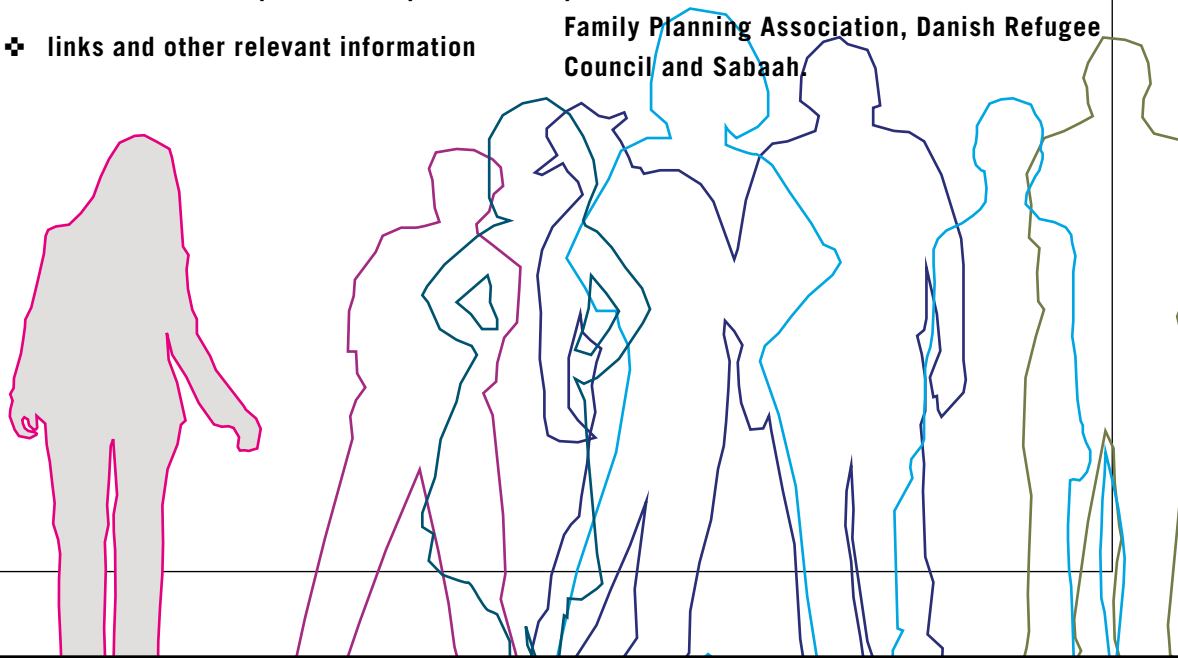 ✤ links and other relevant information
Family Planning Association, Danish Refugee
Council and Sabaah.